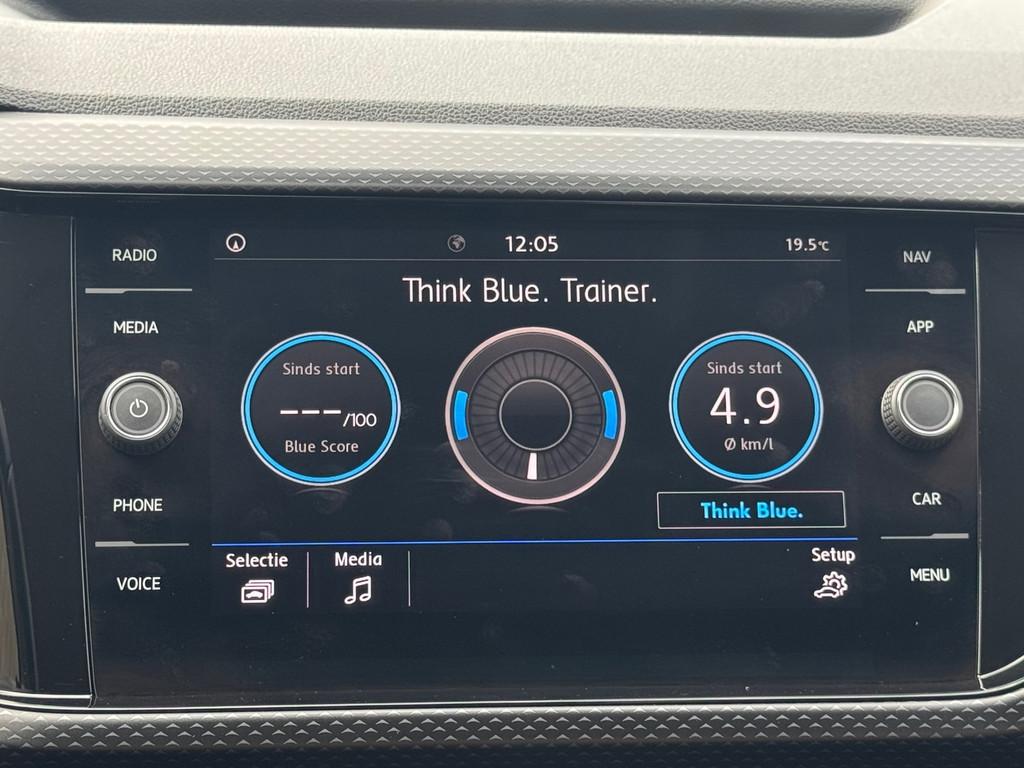 RADIO
MEDIA
PHONE
VOICE
12:05
19.5°C
Think Blue. Trainer.
Sinds start
---/100
Blue Score
Sinds start
4.9
Ø km/l
Think Blue.
Selectie
Media
Setup
NAV
APP
CAR
MENU